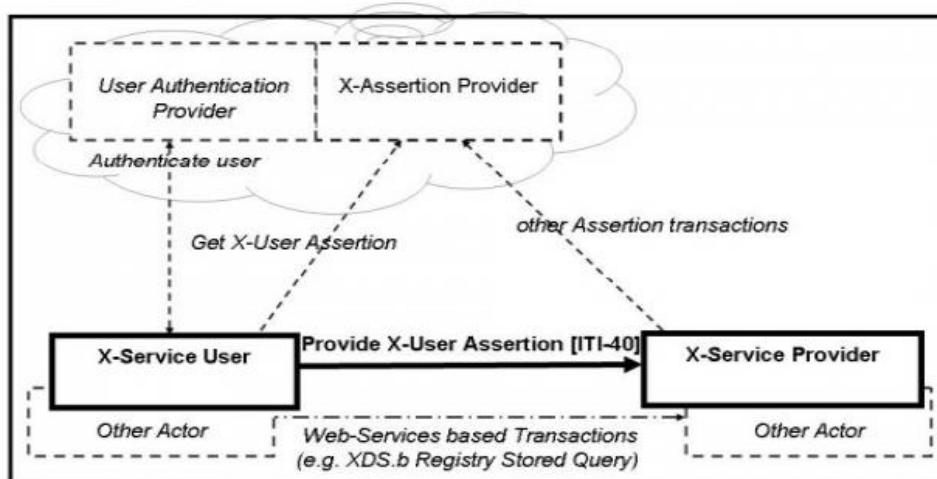 User Authentication
Provider
X-Assertion Provider
Authenticate user
Get X-User Assertion
other Assertion transactions
X-Service User
Provide X-User Assertion [ITI-40]
X-Service Provider
Other Actor
Web-Services based Transactions
(e.g. XDS.b Registry Stored Query)
Other Actor